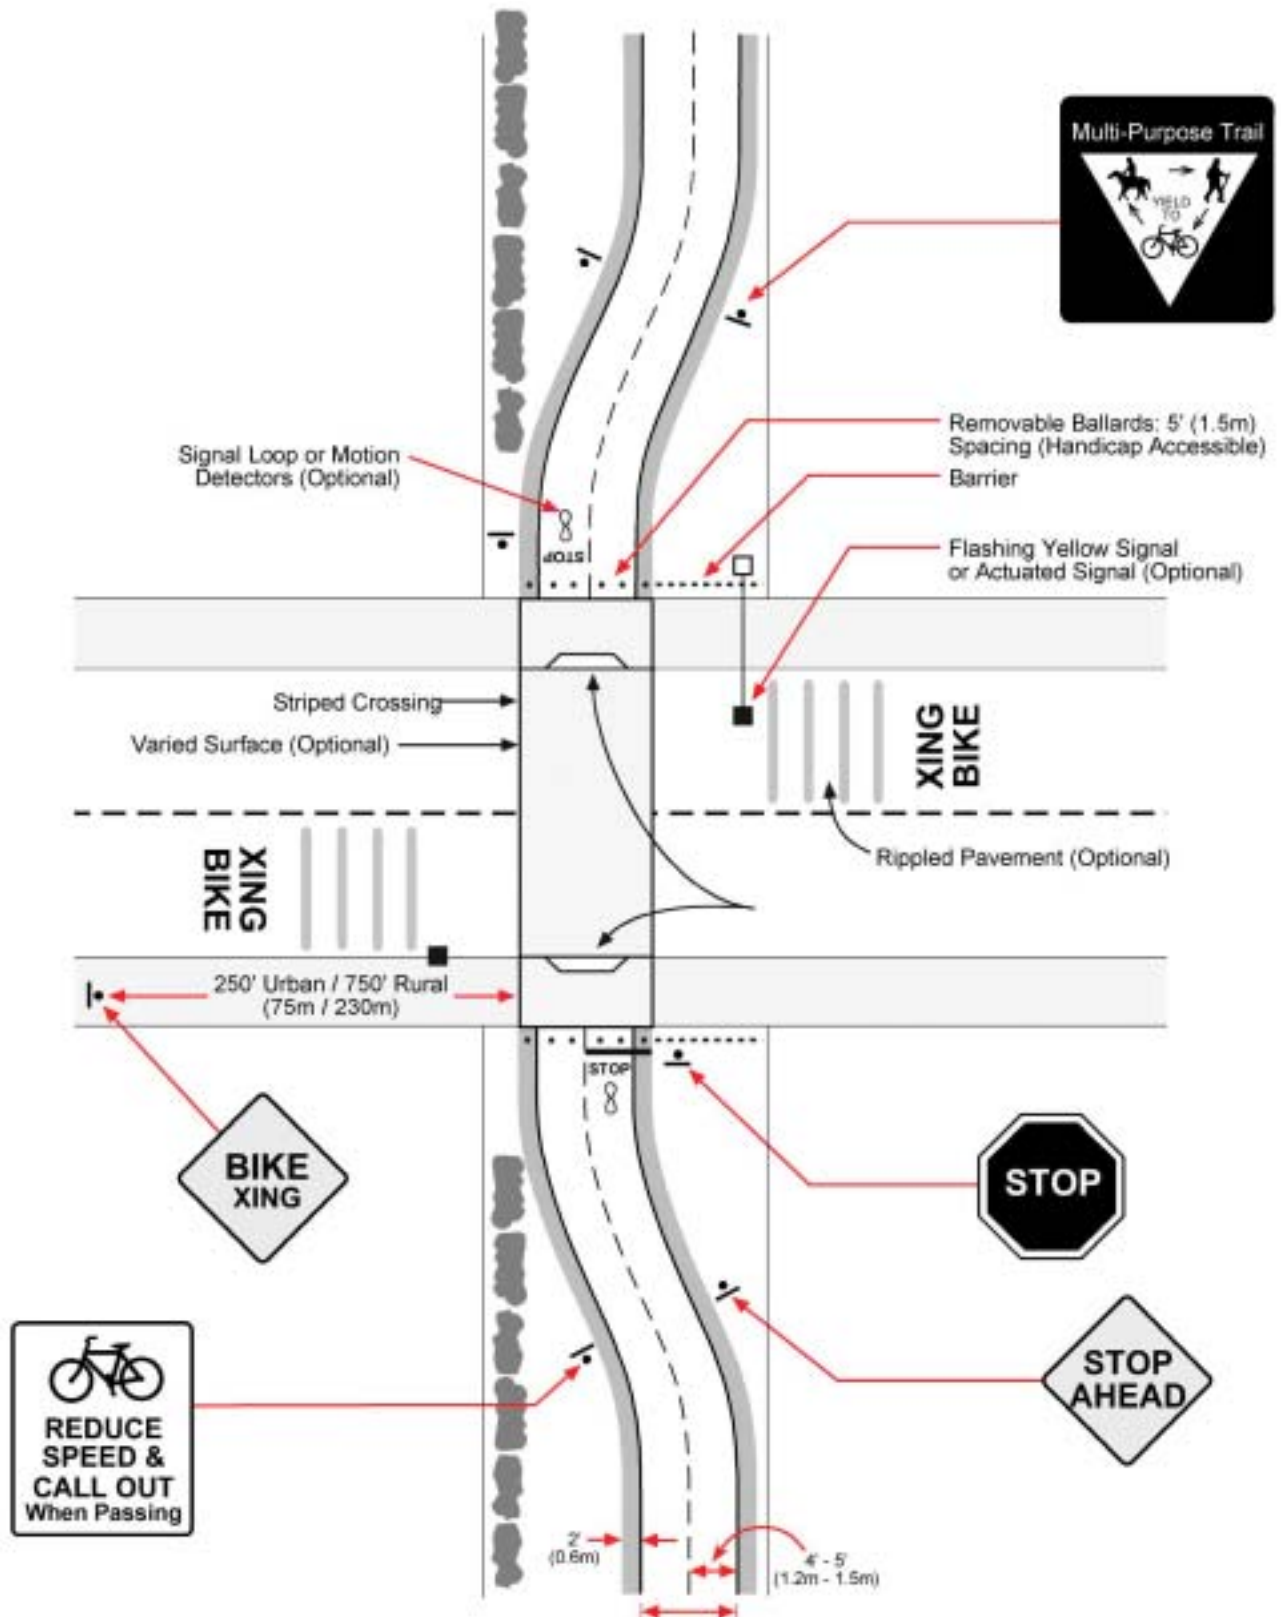 Multi-Purpose Trail
YIELD
TO
Signal Loop or Motion
Detectors (Optional)
Removable Ballards: 5' (1.5m)
Spacing (Handicap Accessible)
Barrier
Flashing Yellow Signal
or Actuated Signal (Optional)
STOP
Striped Crossing
Varied Surface (Optional)
XING
BIKE
Rippled Pavement (Optional)
XING
BIKE
250' Urban / 750' Rural
(75m / 230m)
STOP
BIKE
XING
STOP
STOP
AHEAD
REDUCE
SPEED &
CALL OUT
When Passing
2'
(0.6m)
4' - 5'
(1.2m - 1.5m)